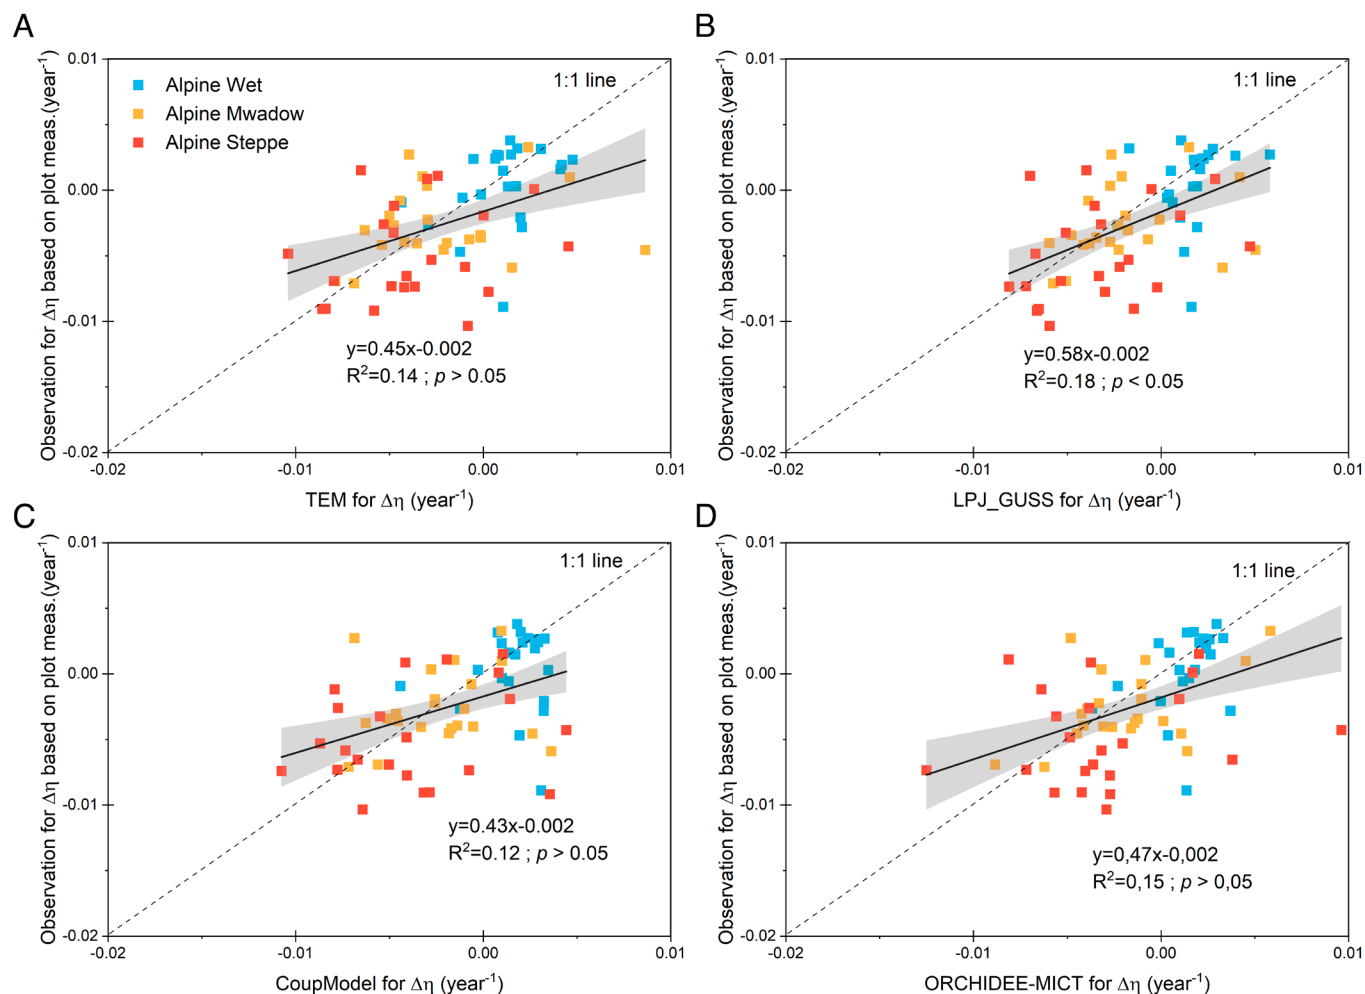 A
Observation for Δη based on plot meas.(year⁻¹)
0.01
0.00
-0.01
-0.02
Alpine Wet
Alpine Mwadow
Alpine Steppe
1:1 line
y=0.45x-0.002
R²=0.14 ; p > 0.05
-0.02 -0.01 0.00 0.01
TEM for Δη (year⁻¹)
B
Observation for Δη based on plot meas.(year⁻¹)
0.01
0.00
-0.01
-0.02
1:1 line
y=0.58x-0.002
R²=0.18 ; p < 0.05
-0.02 -0.01 0.00 0.01
LPJ_GUSS for Δη (year⁻¹)
C
Observation for Δη based on plot meas.(year⁻¹)
0.01
0.00
-0.01
-0.02
1:1 line
y=0.43x-0.002
R²=0.12 ; p > 0.05
-0.02 -0.01 0.00 0.01
CoupModel for Δη (year⁻¹)
D
Observation for Δη based on plot meas.(year⁻¹)
0.01
0.00
-0.01
-0.02
1:1 line
y=0,47x-0,002
R²=0,15 ; p > 0,05
-0.02 -0.01 0.00 0.01
ORCHIDEE-MICT for Δη (year⁻¹)